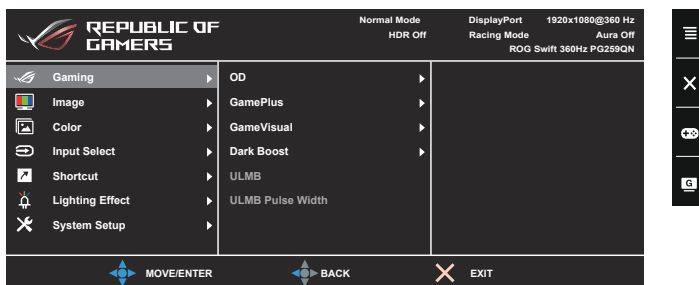 REPUBLIC OF
GAMERS
Normal Mode
HDR Off
DisplayPort 1920x1080@360 Hz
Racing Mode Aura Off
ROG Swift 360Hz PG259QN
Gaming
Image
Color
Input Select
Shortcut
Lighting Effect
System Setup
OD
GamePlus
GameVisual
Dark Boost
ULMB
ULMB Pulse Width
MOVE/ENTER
BACK
EXIT
G